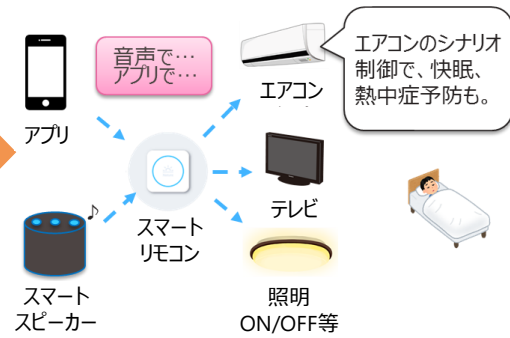 音声で…
アプリで…
エアコンのシナリオ
制御で、快眠、
熱中症予防も。
アプリ
エアコン
スマート
リモコン
テレビ
スマート
スピーカー
照明
ON/OFF等